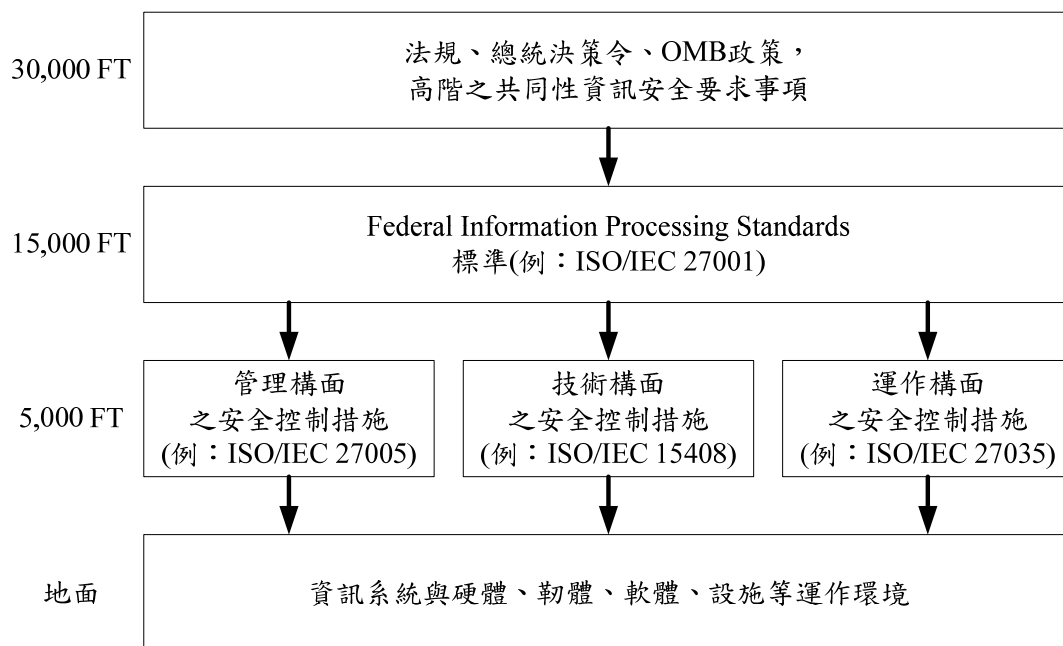 30,000 FT
法規、總統決策令、OMB政策，
高階之共同性資訊安全要求事項
15,000 FT
Federal Information Processing Standards
標準(例：ISO/IEC 27001)
5,000 FT
管理構面
之安全控制措施
(例：ISO/IEC 27005)
技術構面
之安全控制措施
(例：ISO/IEC 15408)
運作構面
之安全控制措施
(例：ISO/IEC 27035)
地面
資訊系統與硬體、韌體、軟體、設施等運作環境